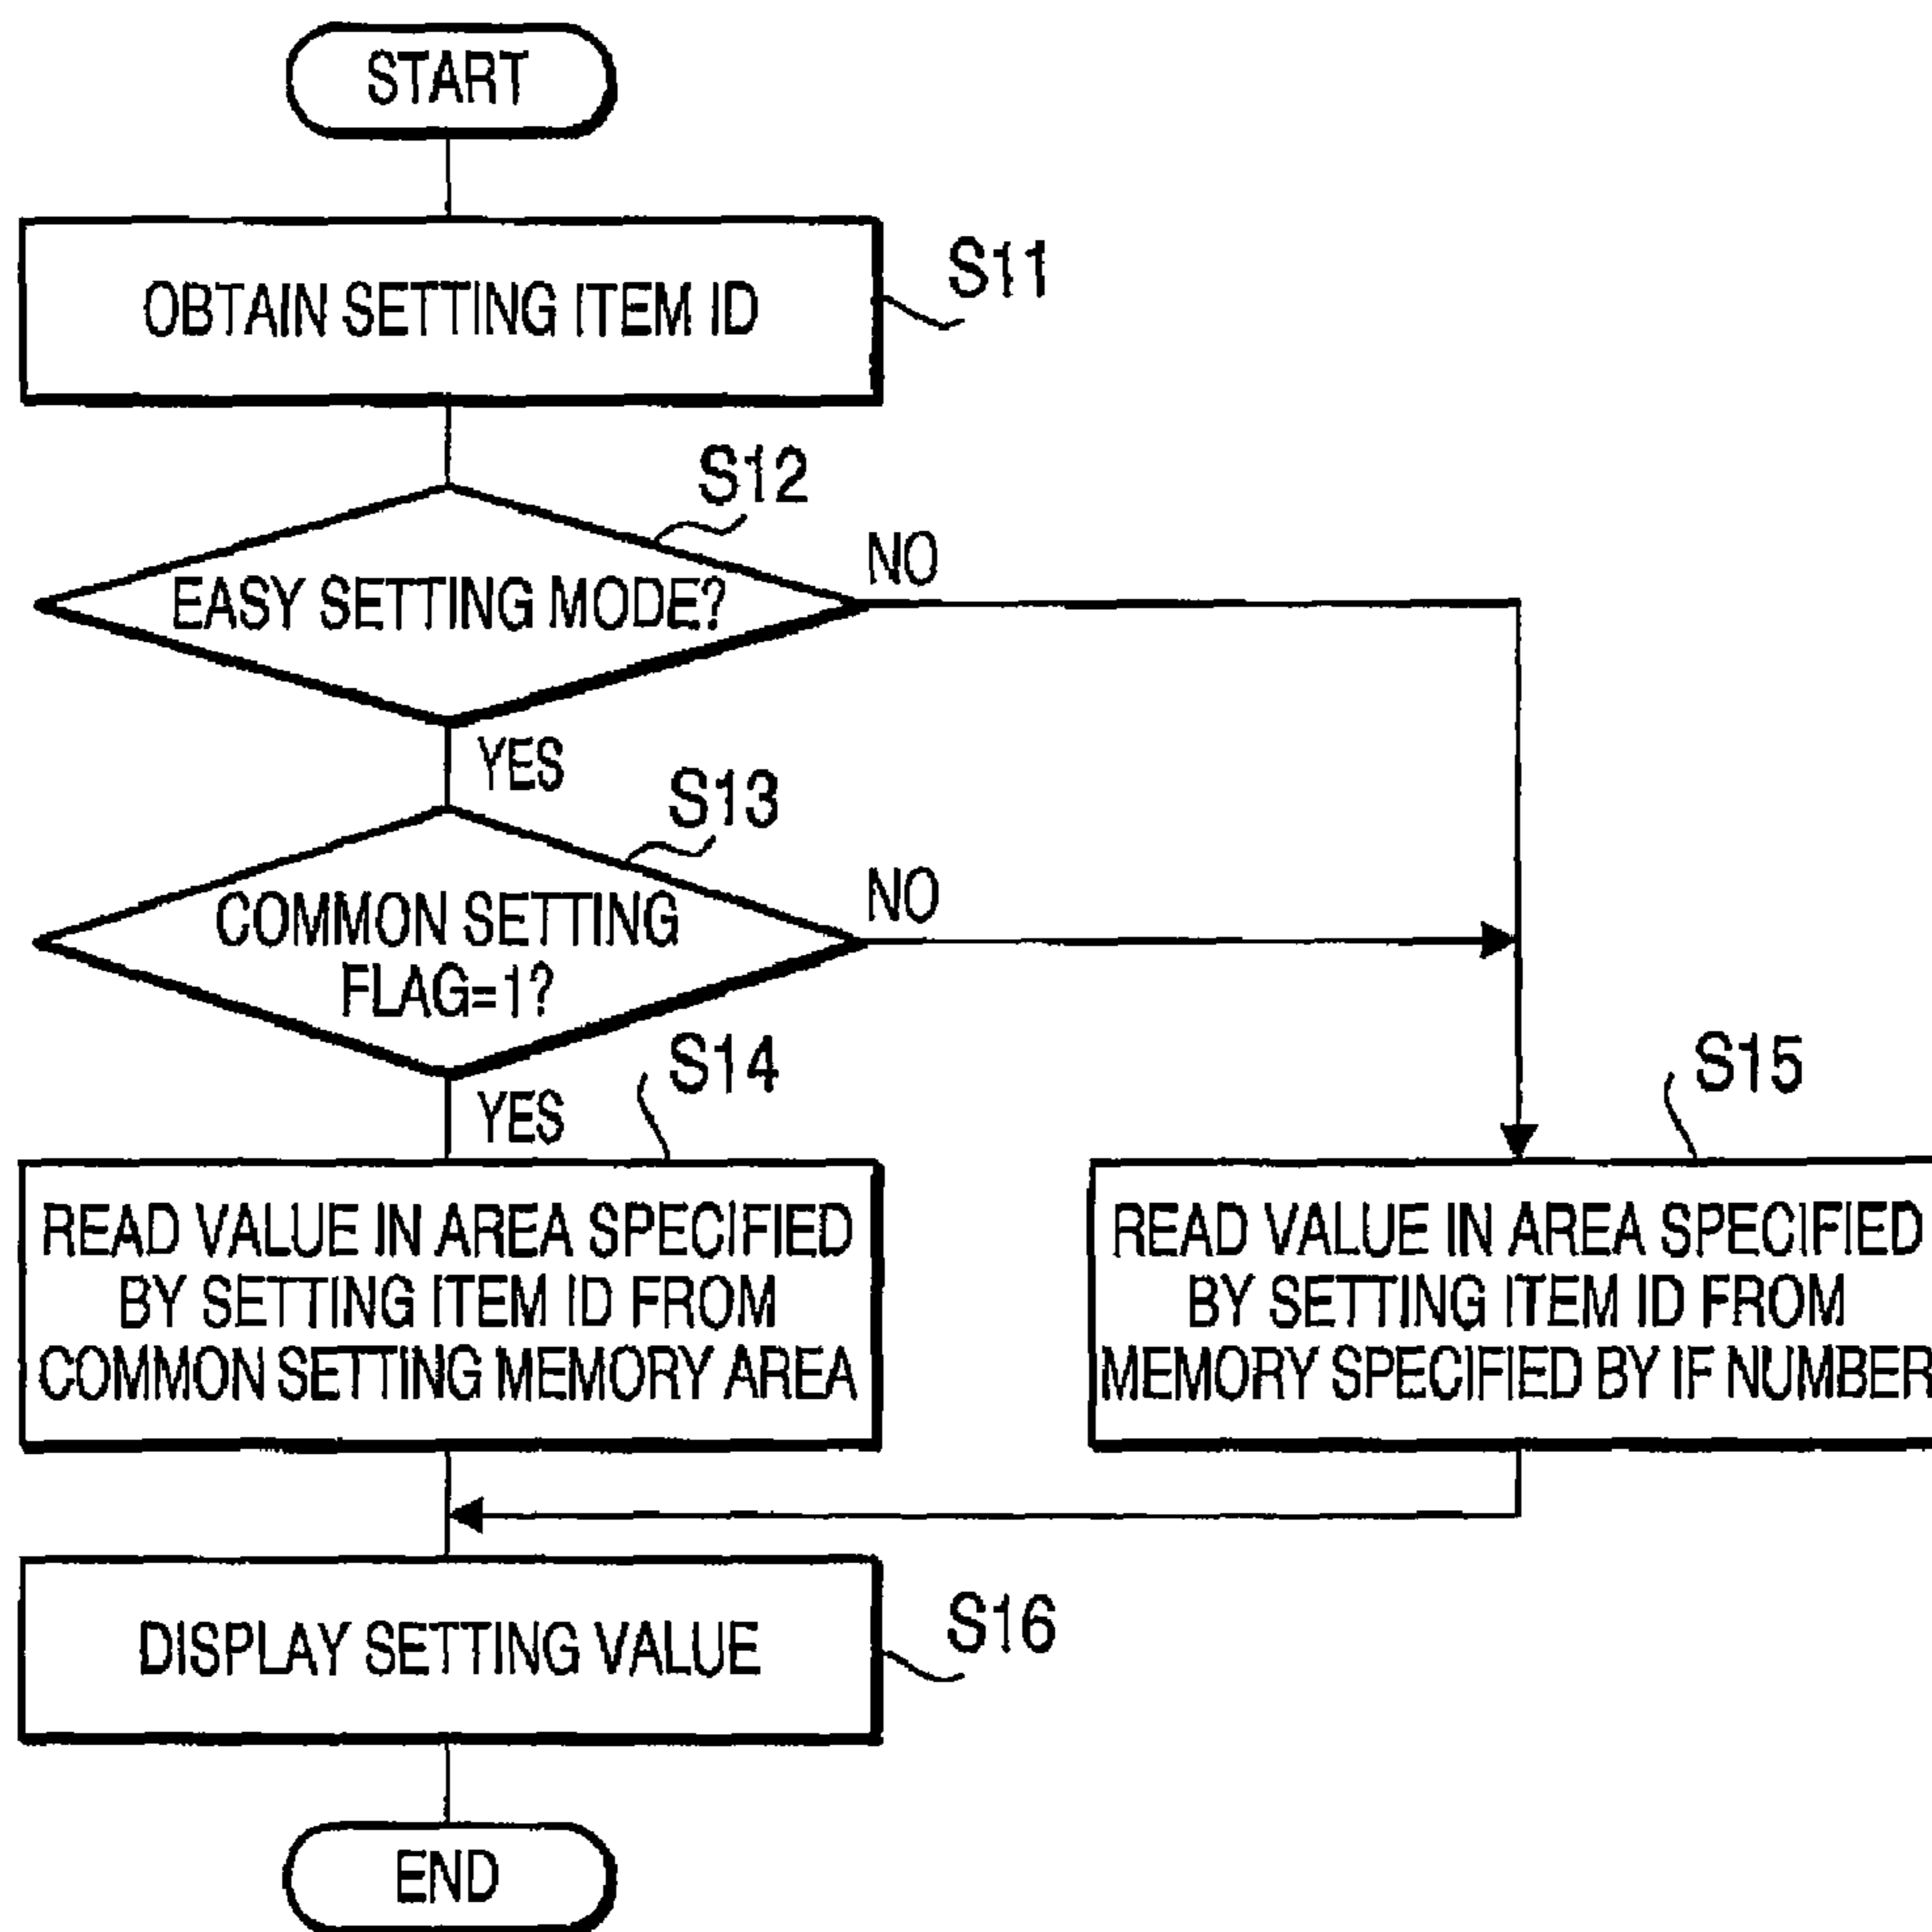 START
OBTAIN SETTING ITEM ID
S11
S12
EASY SETTING MODE?
NO
YES
S13
COMMON SETTING
FLAG=1?
NO
YES
S14
READ VALUE IN AREA SPECIFIED
BY SETTING ITEM ID FROM
COMMON SETTING MEMORY AREA
S15
READ VALUE IN AREA SPECIFIED
BY SETTING ITEM ID FROM
MEMORY SPECIFIED BY IF NUMBER
DISPLAY SETTING VALUE
S16
END